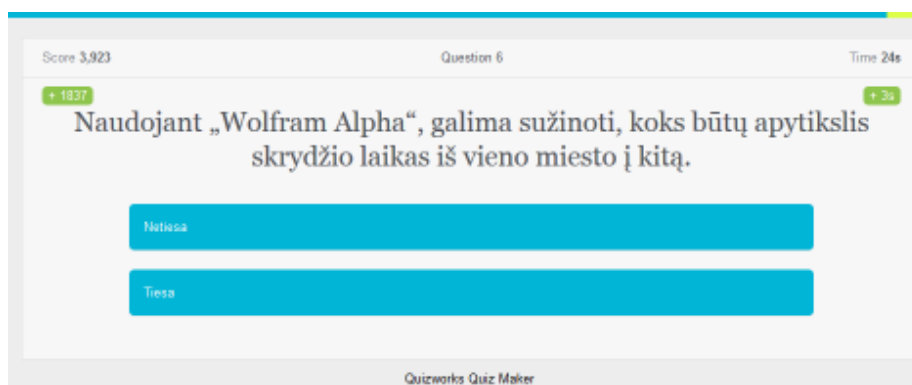 Score 3,923 Question 6 Time 24s
+ 1837 + 3s
Naudojant „Wolfram Alpha“, galima sužinoti, koks būtų apytikslis
skrydžio laikas iš vieno miesto į kitą.
Netiesa
Tiesa
Quizworks Quiz Maker